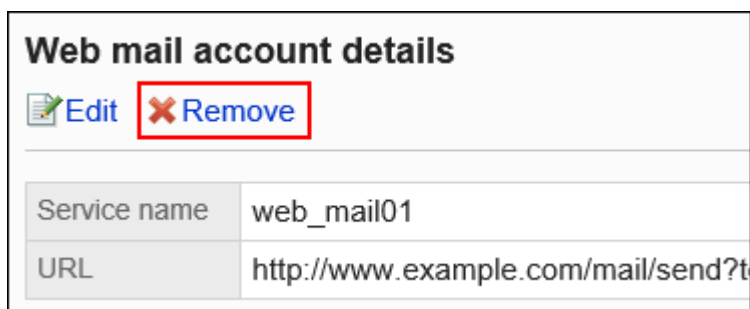 Web mail account details
Edit Remove
Service name web_mail01
URL http://www.example.com/mail/send?t